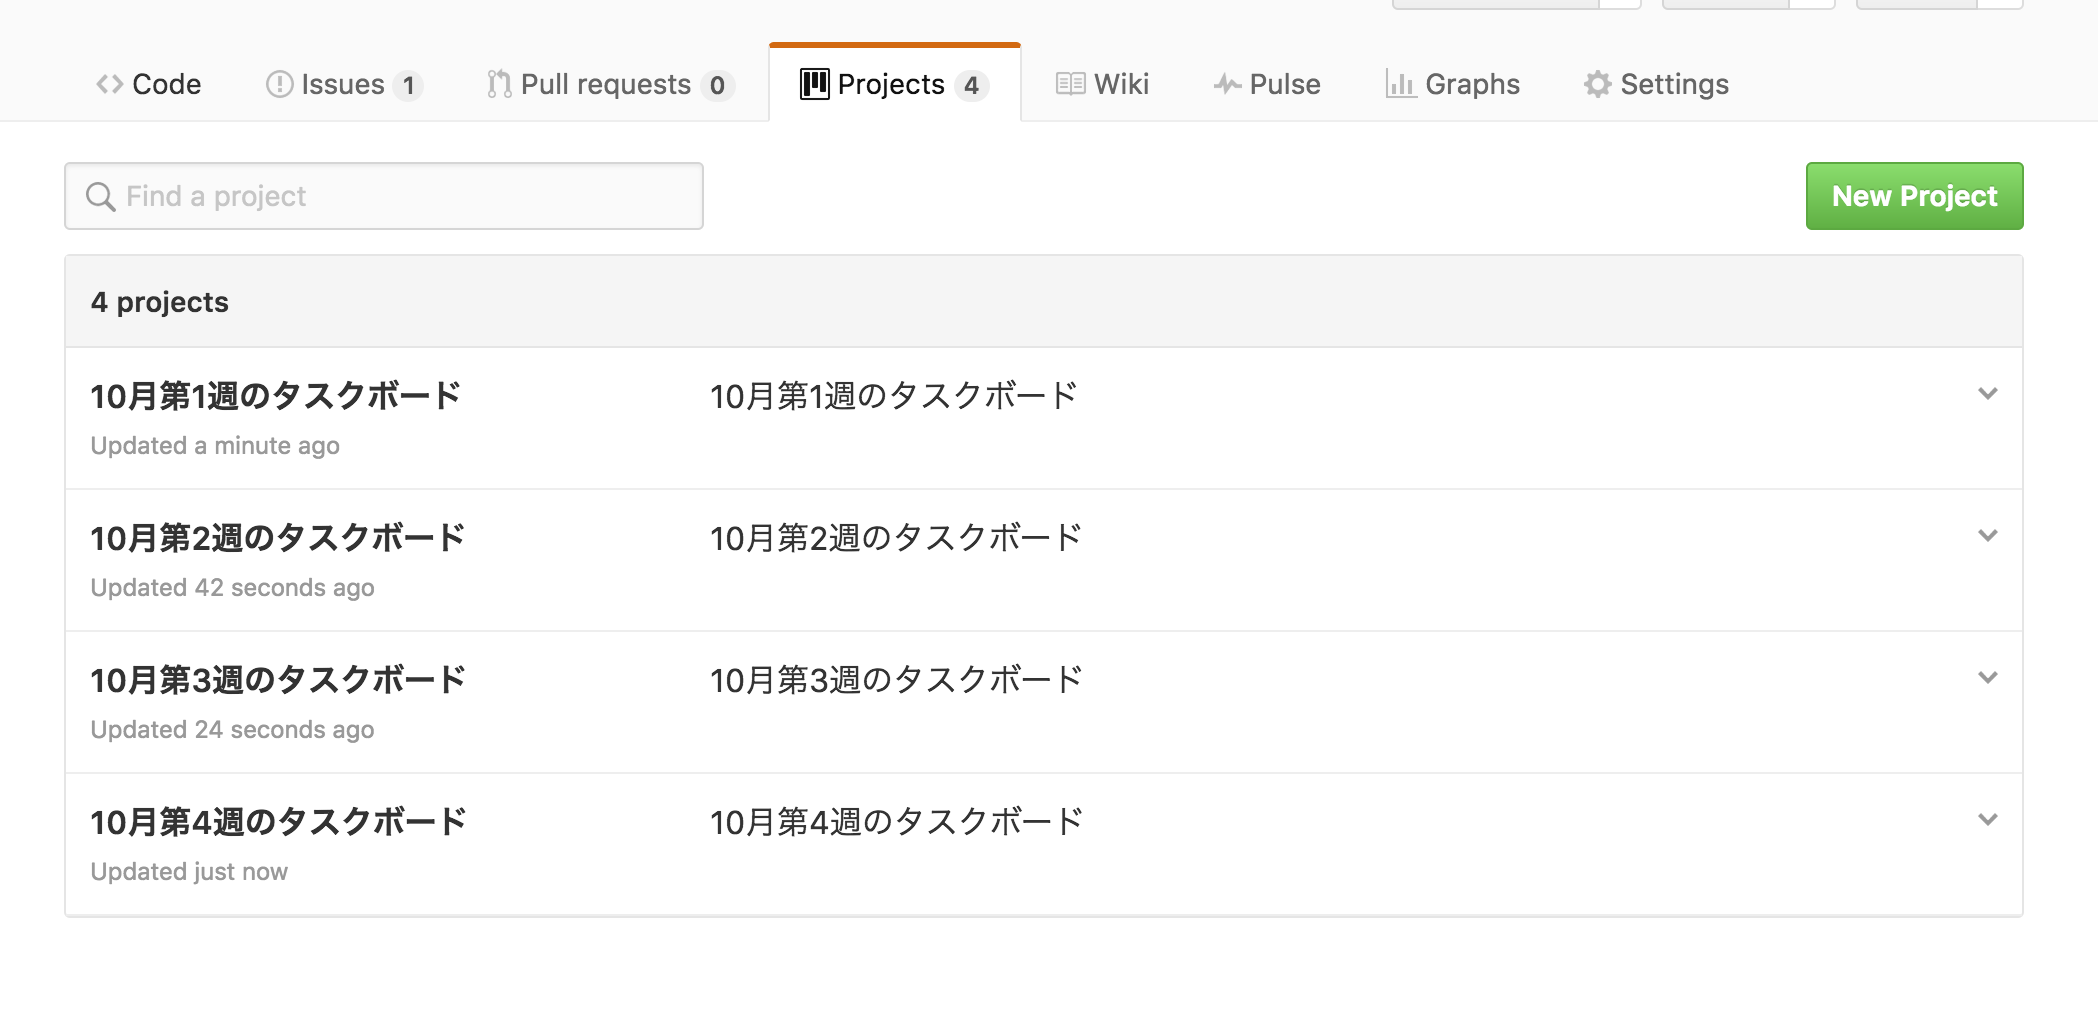 Code Issues 1 Pull requests 0 Projects 4 Wiki Pulse Graphs Settings
Find a project
New Project
4 projects
10月第1週のタスクボード 10月第1週のタスクボード
Updated a minute ago
10月第2週のタスクボード 10月第2週のタスクボード
Updated 42 seconds ago
10月第3週のタスクボード 10月第3週のタスクボード
Updated 24 seconds ago
10月第4週のタスクボード 10月第4週のタスクボード
Updated just now